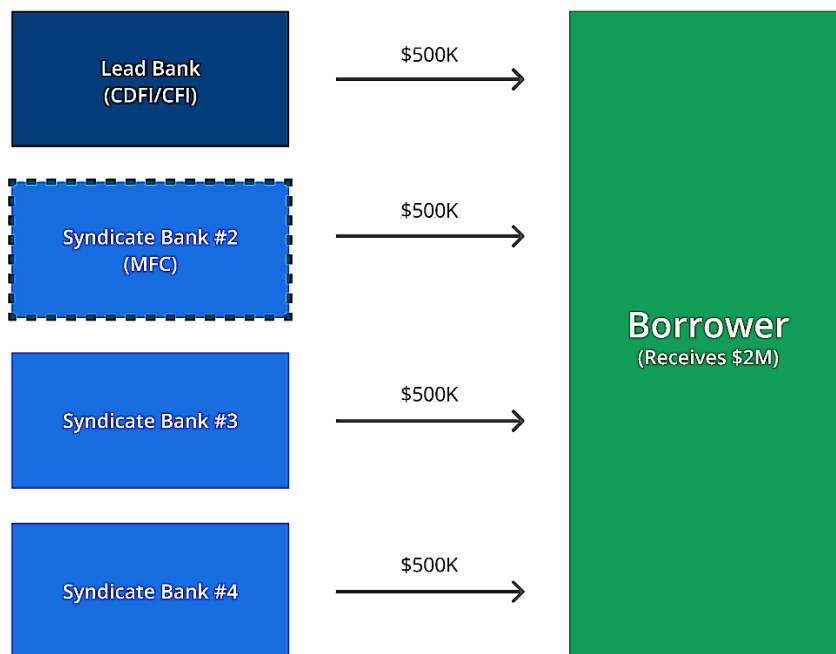 Lead Bank
(CDFI/CFI)
$500K
Syndicate Bank #2
(MFC)
$500K
Syndicate Bank #3
$500K
Syndicate Bank #4
$500K
Borrower
(Receives $2M)